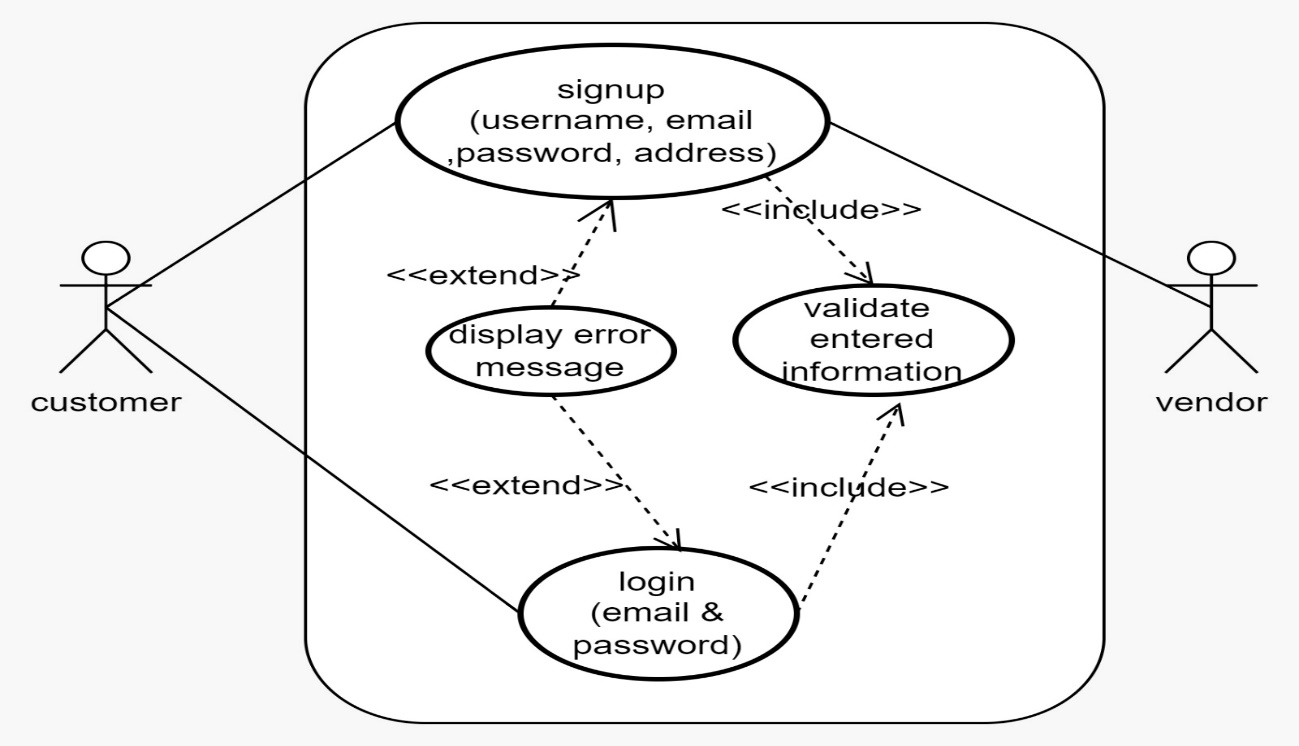 signup
(username, email
,password, address)
<<include>>
<<extend>>
display error
message
validate
entered
information
customer
vendor
<<extend>>
<<include>>
login
(email &
password)